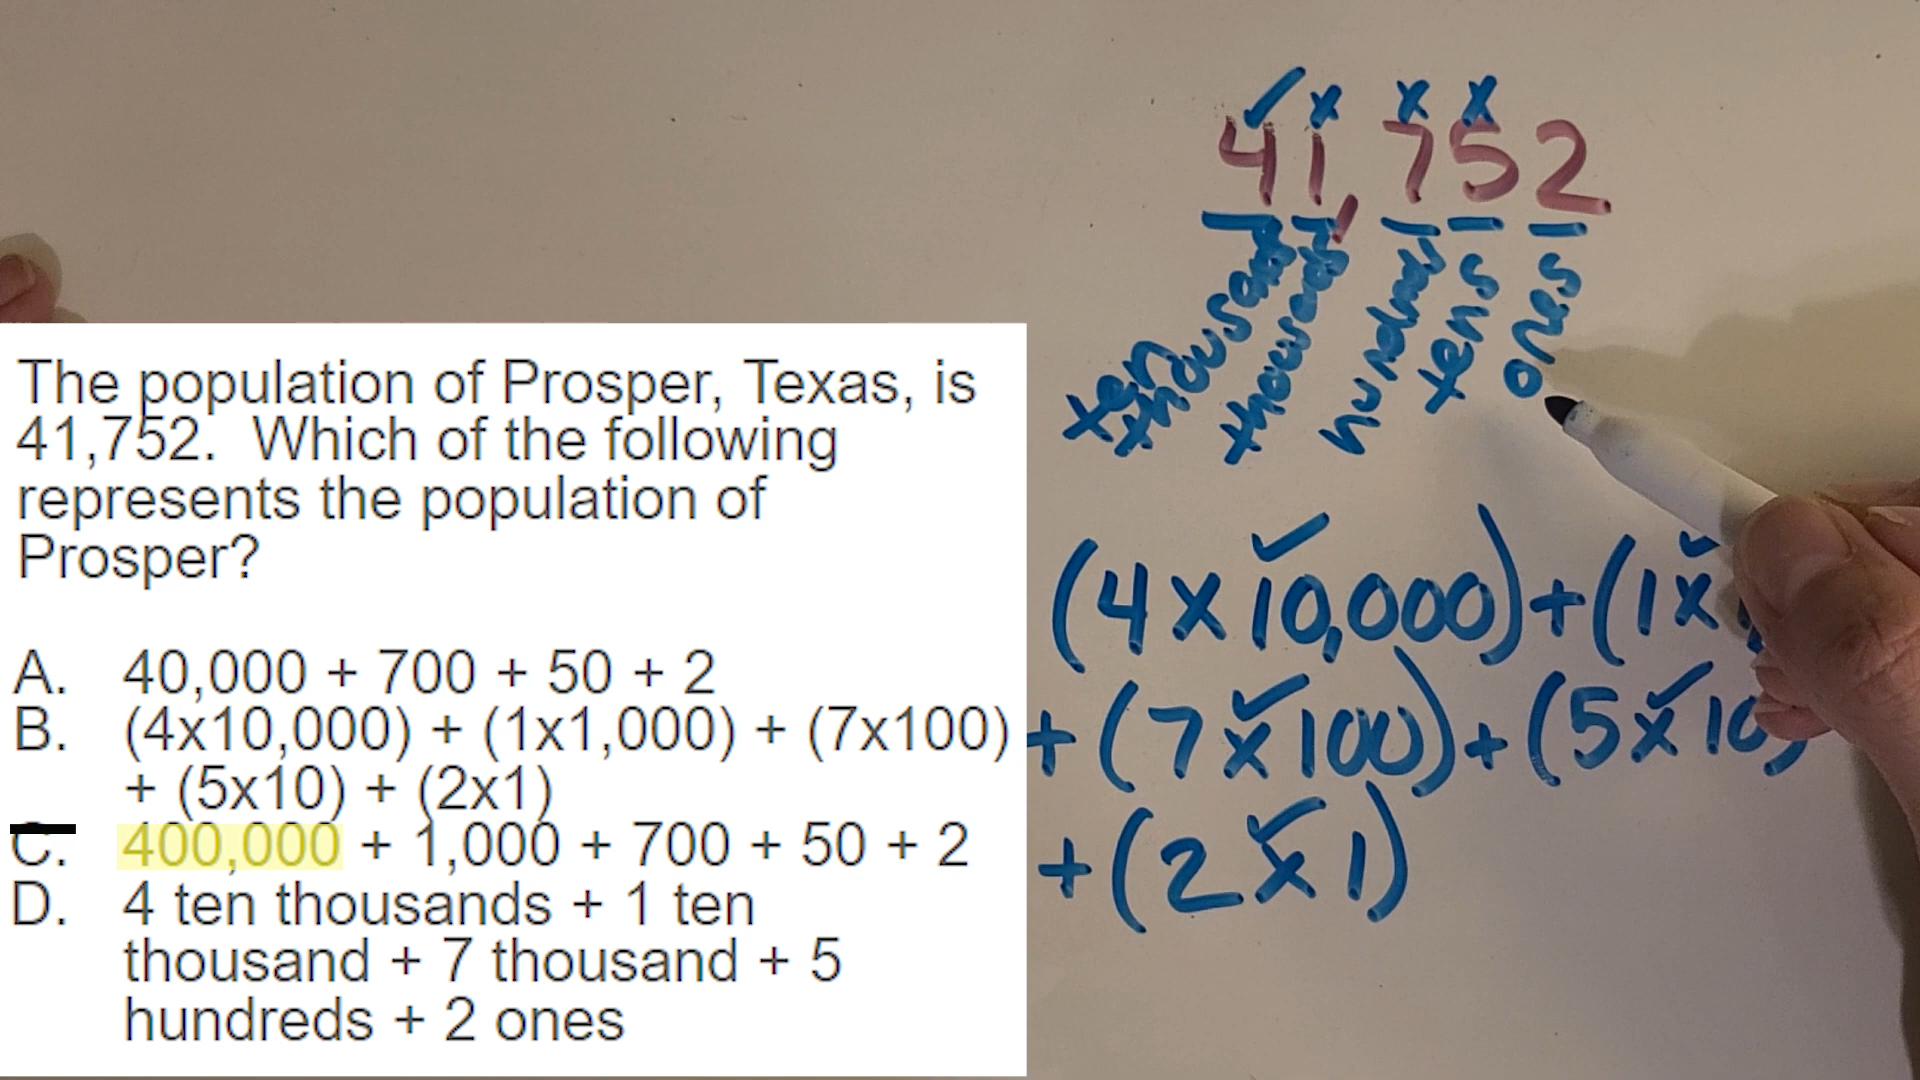 The population of Prosper, Texas, is
41,752. Which of the following
represents the population of
Prosper?
A. 40,000 + 700 + 50 + 2
B. (4x10,000) + (1x1,000) + (7x100)
+ (5x10) + (2x1)
C. 400,000 + 1,000 + 700 + 50 + 2
D. 4 ten thousands + 1 ten
thousand + 7 thousand + 5
hundreds + 2 ones
✓ x x x
41,752
ten
thousands
thousands
hundreds
tens
ones
(4x10,000)+(1x
+(7x100)+(5x10)
+(2x1)